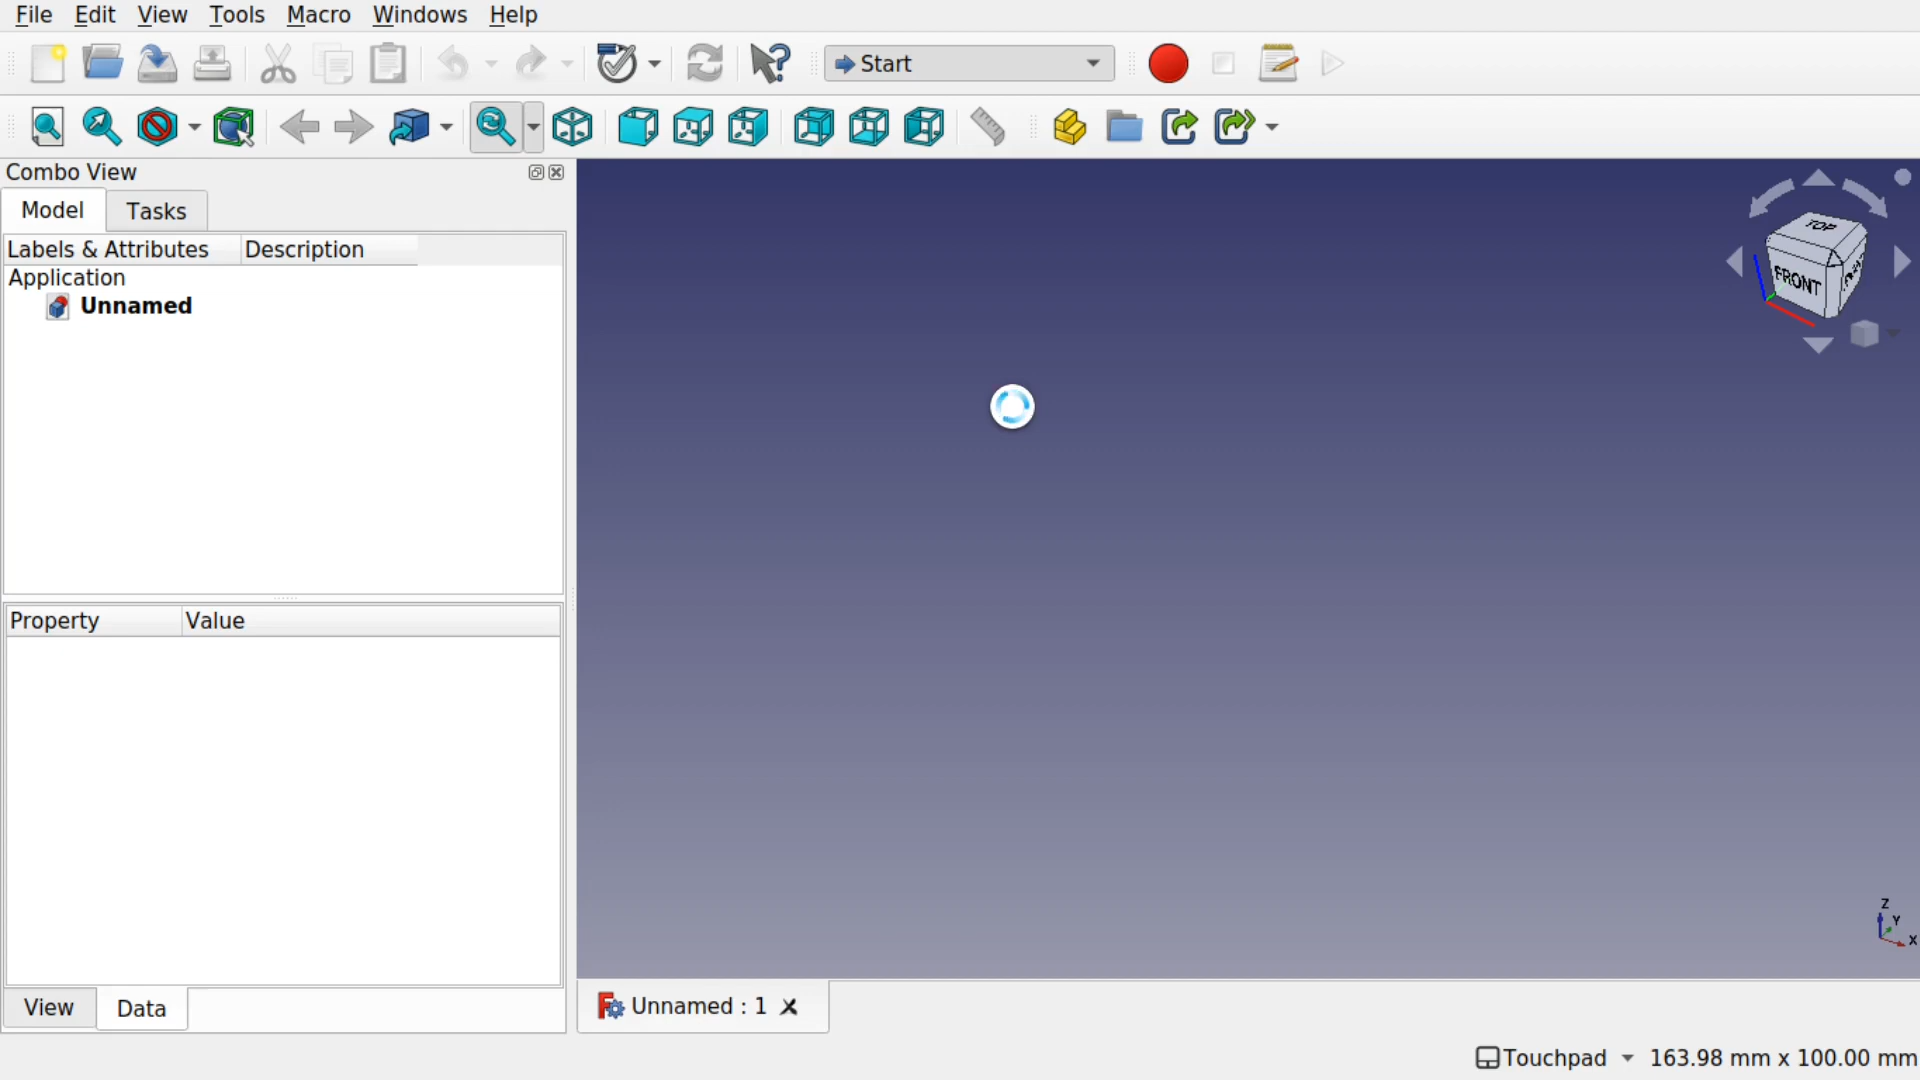 File Edit View Tools Macro Windows Help
Start
Combo View
Model Tasks
Labels & Attributes Description
Application
Unnamed
TOP
FRONT
Property Value
Z
Y
X
View Data
Unnamed : 1
Touchpad 163.98 mm x 100.00 mm